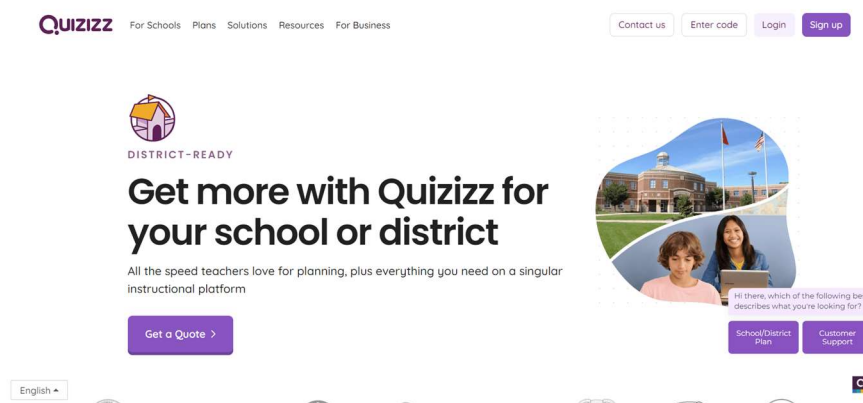 Quizizz
For Schools Plans Solutions Resources For Business
Contact us Enter code Login Sign up
DISTRICT-READY
Get more with Quizizz for
your school or district
All the speed teachers love for planning, plus everything you need on a singular
instructional platform
Get a Quote
Hi there, which of the following
describes what you're looking for?
School/District
Plan
Customer
Support
English